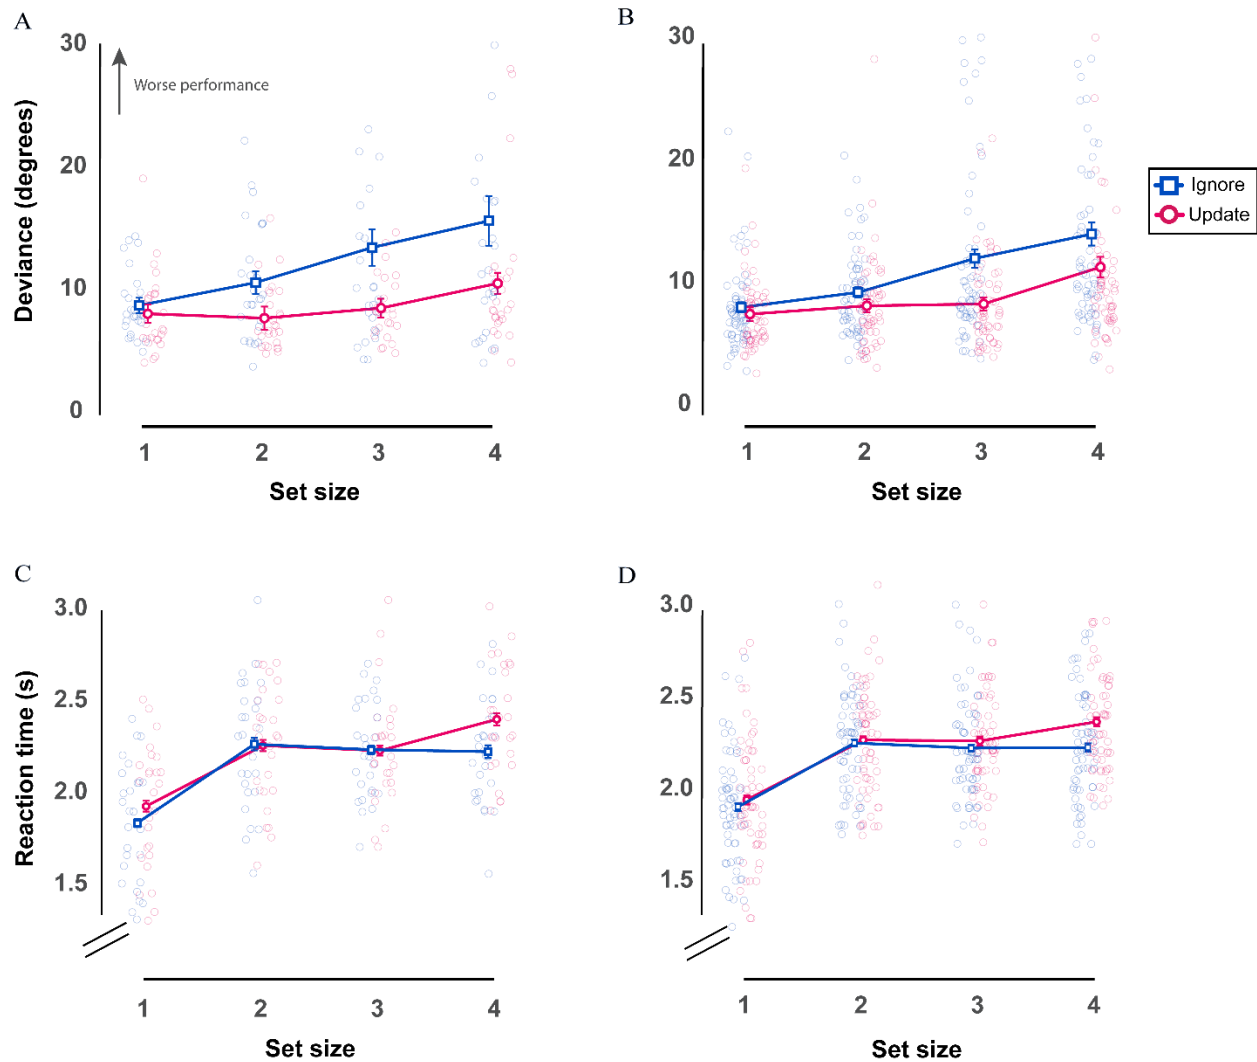 A
30
Worse performance
20
Deviance (degrees)
10
0
1 2 3 4
Set size
B
30
20
10
0
1 2 3 4
Set size
Ignore
Update
C
3.0
2.5
Reaction time (s)
2.0
1.5
1 2 3 4
Set size
D
3.0
2.5
2.0
1.5
1 2 3 4
Set size